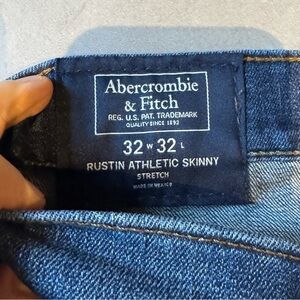 Abercrombie
& Fitch
REG. U.S. PAT. TRADEMARK
QUALITY SINCE 1892
32 W 32 L
RUSTIN ATHLETIC SKINNY
STRETCH
MADE IN MEXICO